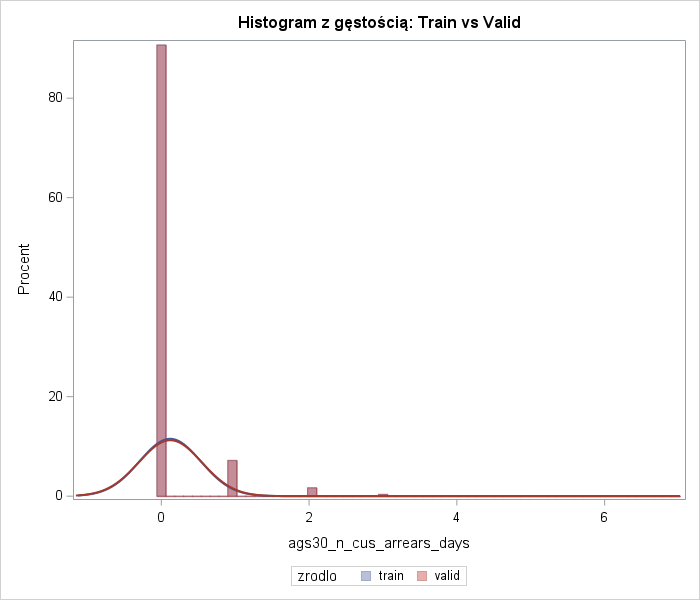 Histogram z gęstością: Train vs Valid
Procent
80
60
40
20
0
0 2 4 6
ags30_n_cus_arrears_days
zrodlo train valid